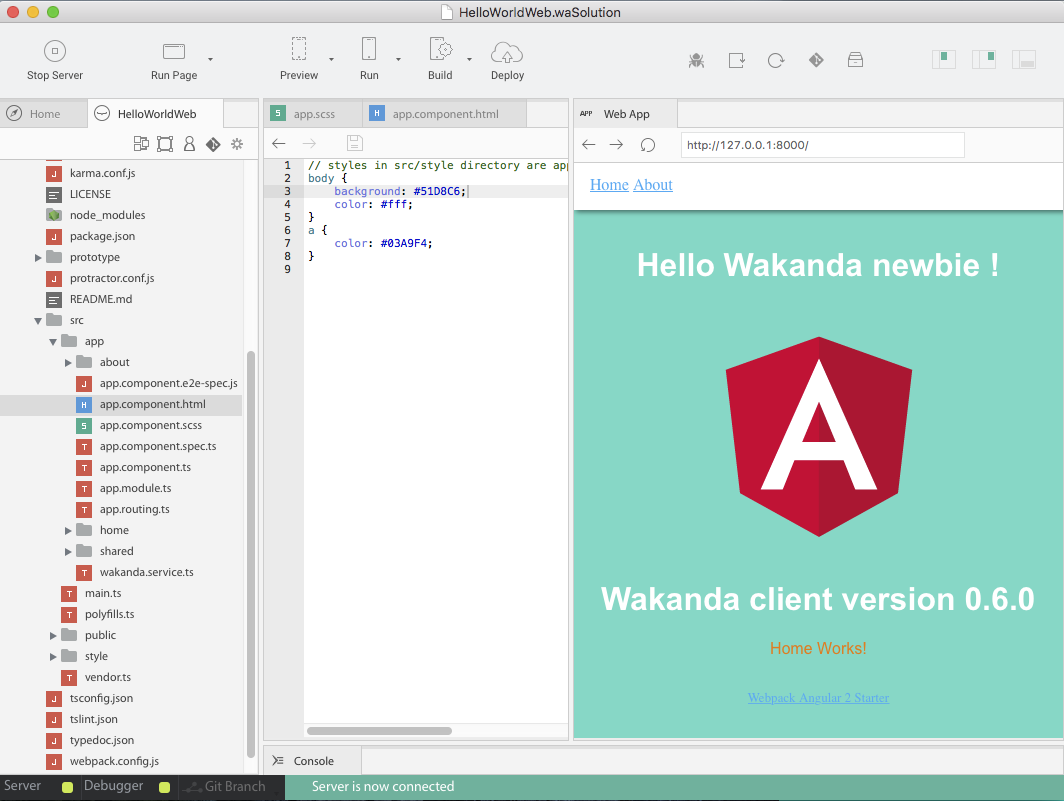 HelloWorldWeb.waSolution
Stop Server
Run Page
Preview
Run
Build
Deploy
Home
HelloWorldWeb
karma.conf.js
LICENSE
node_modules
package.json
prototype
protractor.conf.js
README.md
src
app
about
app.component.e2e-spec.js
app.component.html
app.component.scss
app.component.spec.ts
app.component.ts
app.module.ts
app.routing.ts
home
shared
wakanda.service.ts
main.ts
polyfills.ts
public
style
vendor.ts
tsconfig.json
tslint.json
typedoc.json
webpack.config.js
S app.scss
H app.component.html
1 // styles in src/style directory are app
2 body {
3 background: #51D8C6;
4 color: #fff;
5 }
6 a {
7 color: #03A9F4;
8 }
9
APP Web App
http://127.0.0.1:8000/
Home About
Hello Wakanda newbie !
A
Wakanda client version 0.6.0
Home Works!
Webpack Angular 2 Starter
Console
Server
Debugger
Git Branch
Server is now connected